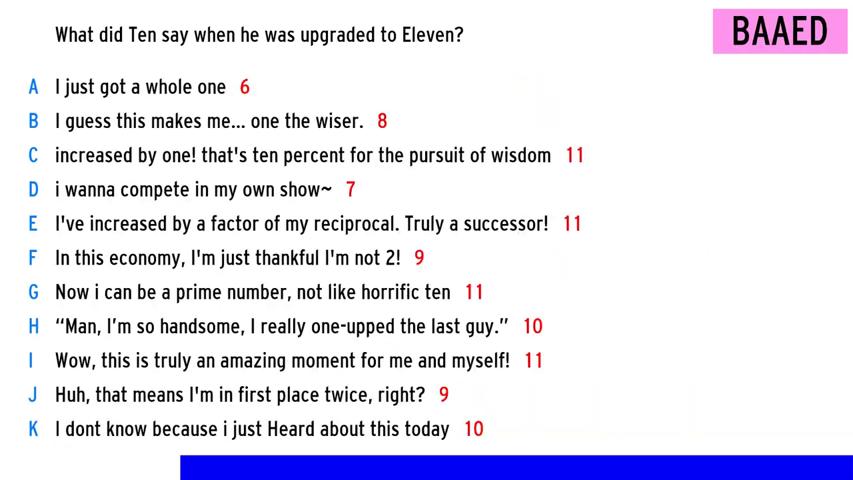 What did Ten say when he was upgraded to Eleven?
BAAED
A I just got a whole one 6
B I guess this makes me... one the wiser. 8
C increased by one! that's ten percent for the pursuit of wisdom 11
D i wanna compete in my own show~ 7
E I've increased by a factor of my reciprocal. Truly a successor! 11
F In this economy, I'm just thankful I'm not 2! 9
G Now i can be a prime number, not like horrific ten 11
H “Man, I’m so handsome, I really one-upped the last guy.” 10
I Wow, this is truly an amazing moment for me and myself! 11
J Huh, that means I'm in first place twice, right? 9
K I dont know because i just Heard about this today 10